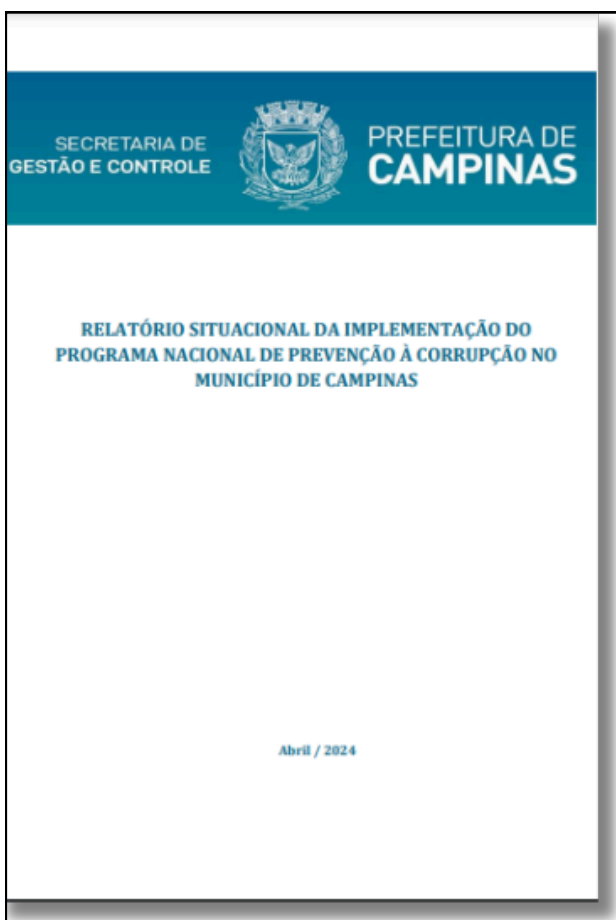 SECRETARIA DE
GESTÃO E CONTROLE
PREFEITURA DE
CAMPINAS
RELATÓRIO SITUACIONAL DA IMPLEMENTAÇÃO DO
PROGRAMA NACIONAL DE PREVENÇÃO À CORRUPÇÃO NO
MUNICÍPIO DE CAMPINAS
Abril / 2024